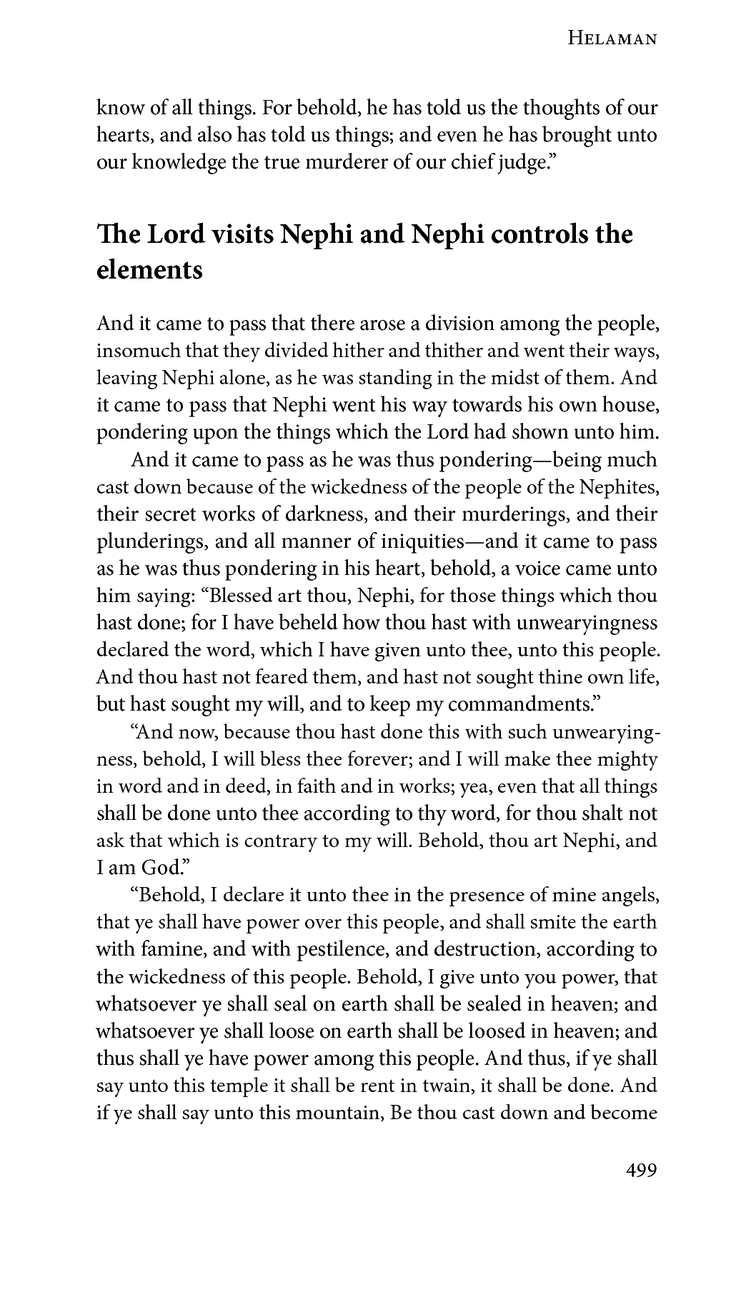 HELAMAN
know of all things. For behold, he has told us the thoughts of our
hearts, and also has told us things; and even he has brought unto
our knowledge the true murderer of our chief judge.”
The Lord visits Nephi and Nephi controls the
elements
And it came to pass that there arose a division among the people,
insomuch that they divided hither and thither and went their ways,
leaving Nephi alone, as he was standing in the midst of them. And
it came to pass that Nephi went his way towards his own house,
pondering upon the things which the Lord had shown unto him.
And it came to pass as he was thus pondering—being much
cast down because of the wickedness of the people of the Nephites,
their secret works of darkness, and their murderings, and their
plunderings, and all manner of iniquities—and it came to pass
as he was thus pondering in his heart, behold, a voice came unto
him saying: “Blessed art thou, Nephi, for those things which thou
hast done; for I have beheld how thou hast with unwearyingness
declared the word, which I have given unto thee, unto this people.
And thou hast not feared them, and hast not sought thine own life,
but hast sought my will, and to keep my commandments.”
“And now, because thou hast done this with such unwearying-
ness, behold, I will bless thee forever; and I will make thee mighty
in word and in deed, in faith and in works; yea, even that all things
shall be done unto thee according to thy word, for thou shalt not
ask that which is contrary to my will. Behold, thou art Nephi, and
I am God.”
“Behold, I declare it unto thee in the presence of mine angels,
that ye shall have power over this people, and shall smite the earth
with famine, and with pestilence, and destruction, according to
the wickedness of this people. Behold, I give unto you power, that
whatsoever ye shall seal on earth shall be sealed in heaven; and
whatsoever ye shall loose on earth shall be loosed in heaven; and
thus shall ye have power among this people. And thus, if ye shall
say unto this temple it shall be rent in twain, it shall be done. And
if ye shall say unto this mountain, Be thou cast down and become
499